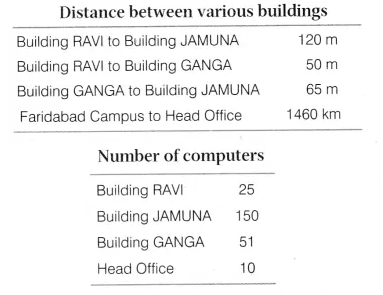 Distance between various buildings
Building RAVI to Building JAMUNA 120 m
Building RAVI to Building GANGA 50 m
Building GANGA to Building JAMUNA 65 m
Faridabad Campus to Head Office 1460 km
Number of computers
Building RAVI 25
Building JAMUNA 150
Building GANGA 51
Head Office 10